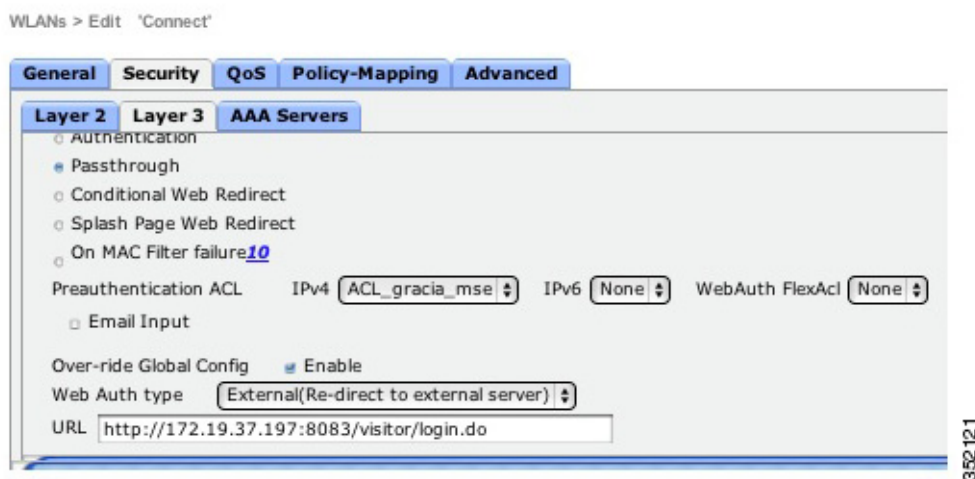 WLANs > Edit 'Connect'
General Security QoS Policy-Mapping Advanced
Layer 2 Layer 3 AAA Servers
Authentication
Passthrough
Conditional Web Redirect
Splash Page Web Redirect
On MAC Filter failure10
Preauthentication ACL IPv4 ACL_gracia_mse IPv6 None WebAuth FlexAcl None
Email Input
Over-ride Global Config Enable
Web Auth type External(Re-direct to external server)
URL http://172.19.37.197:8083/visitor/login.do
352121